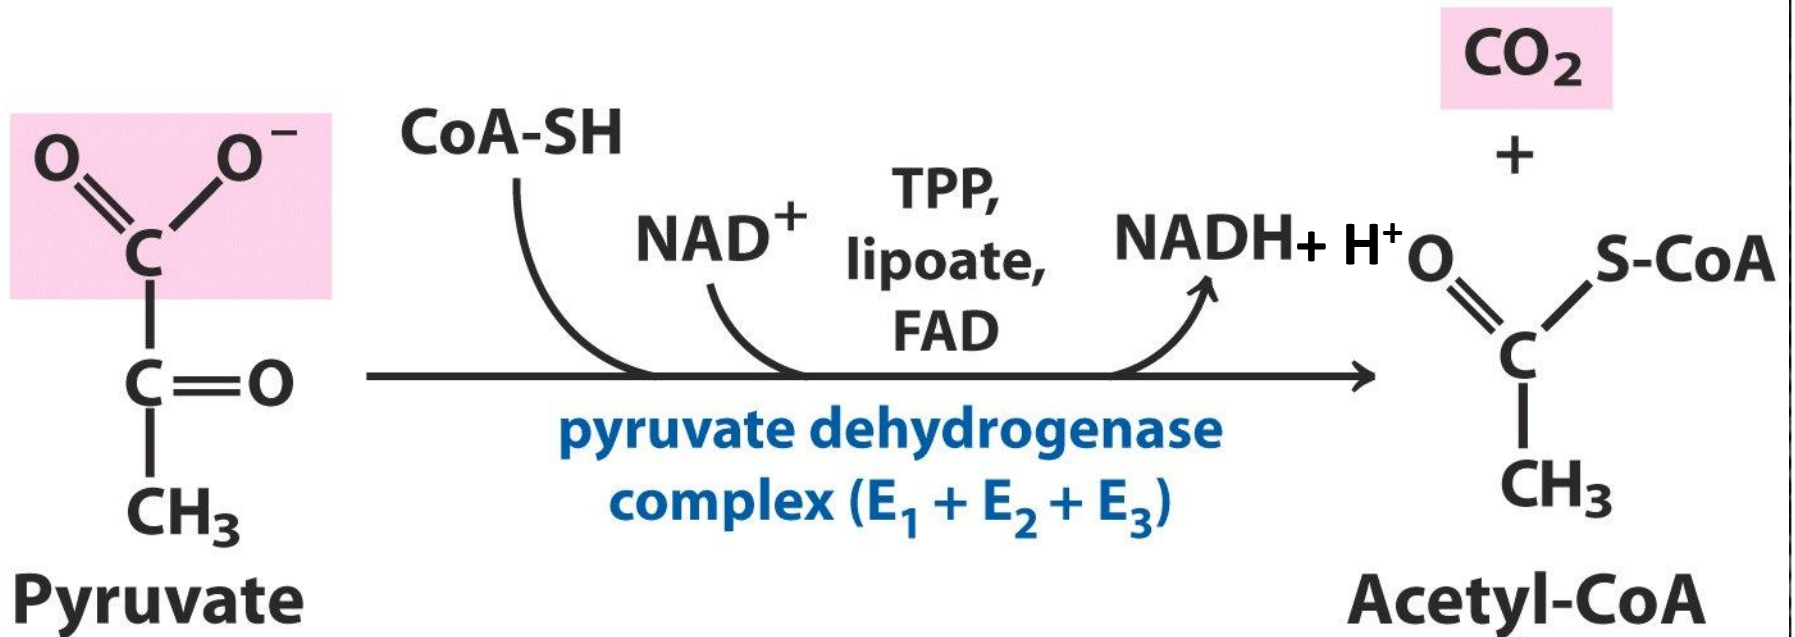 O O⁻
C
C=O
CH₃
Pyruvate
CoA-SH
NAD⁺
TPP,
lipoate,
FAD
NADH + H⁺
pyruvate dehydrogenase
complex (E₁ + E₂ + E₃)
CO₂
+
O S-CoA
C
CH₃
Acetyl-CoA